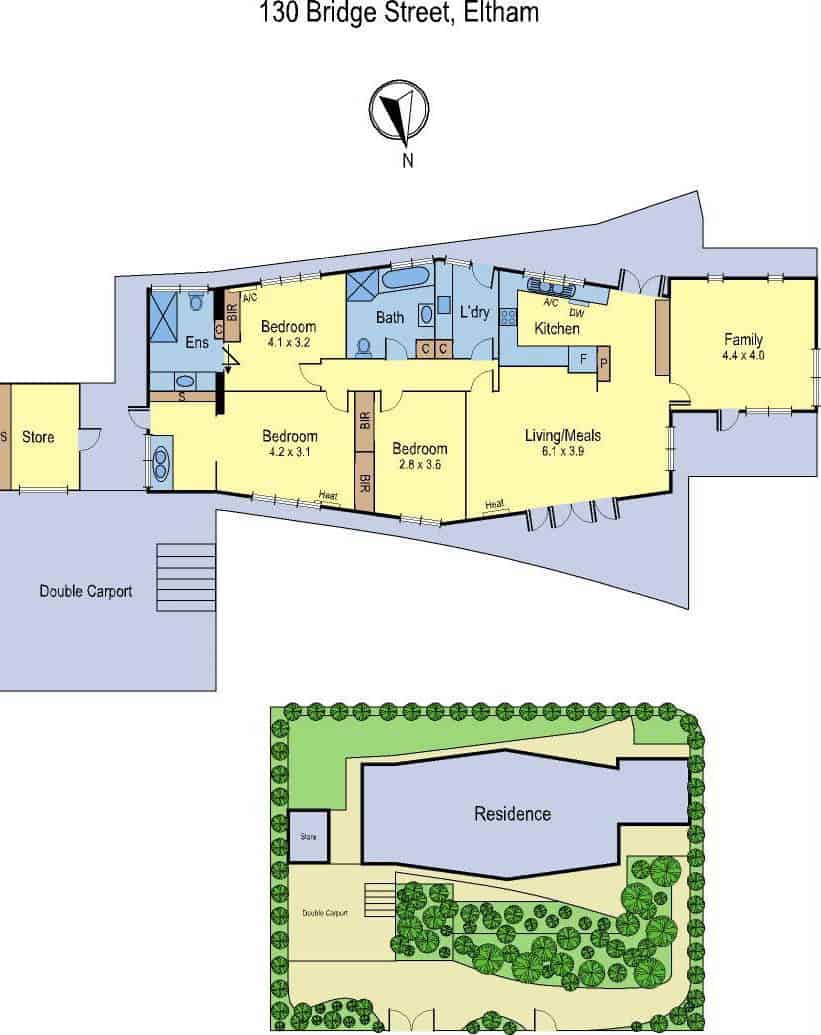 130 Bridge Street, Eltham
N
A/C
BIR
Bedroom
4.1 x 3.2
C
Ens
S
Bath
C C
L'dry
A/C
DW
Kitchen
F
P
Family
4.4 x 4.0
S
Store
Bedroom
4.2 x 3.1
Heat
BIR
BIR
Bedroom
2.8 x 3.6
Living/Meals
6.1 x 3.9
Heat
Double Carport
Residence
Store
Double Carport